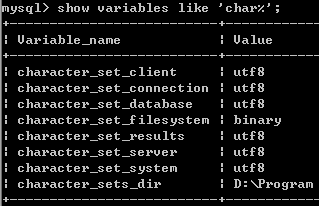 mysql> show variables like 'char%';
+--------------------------+-----------
| Variable_name | Value
+--------------------------+-----------
| character_set_client | utf8
| character_set_connection | utf8
| character_set_database | utf8
| character_set_filesystem | binary
| character_set_results | utf8
| character_set_server | utf8
| character_set_system | utf8
| character_sets_dir | D:\Program
+--------------------------+-----------